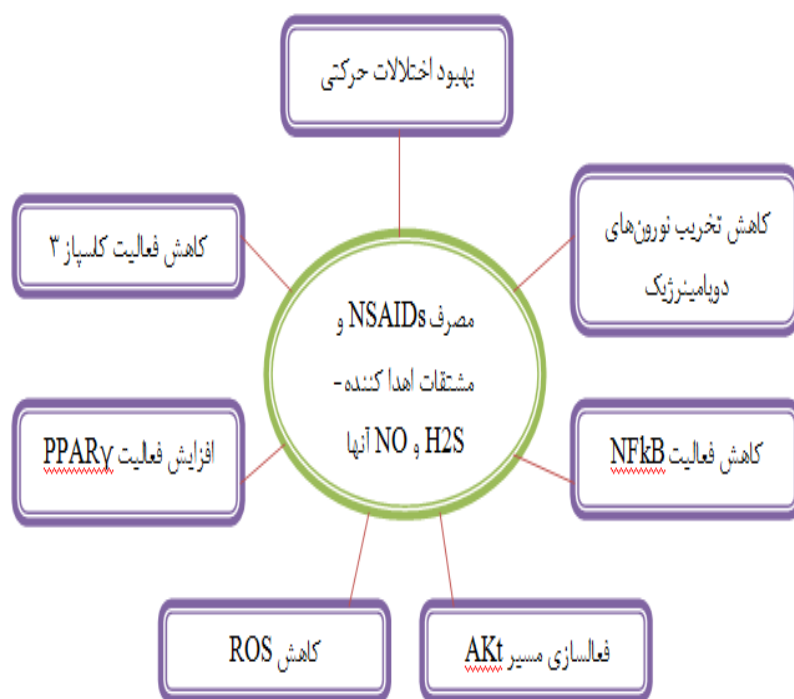 بهبود اختلالات حرکتی
کاهش تخریب نورون‌های
دوپامینرژیک
کاهش فعالیت کاسپاز ۳
مصرف NSAIDs و
مشتقات اهدا کننده-
H2S و NO آنها
افزایش فعالیت PPARγ
کاهش فعالیت NFkB
کاهش ROS
فعالسازی مسیر AKt